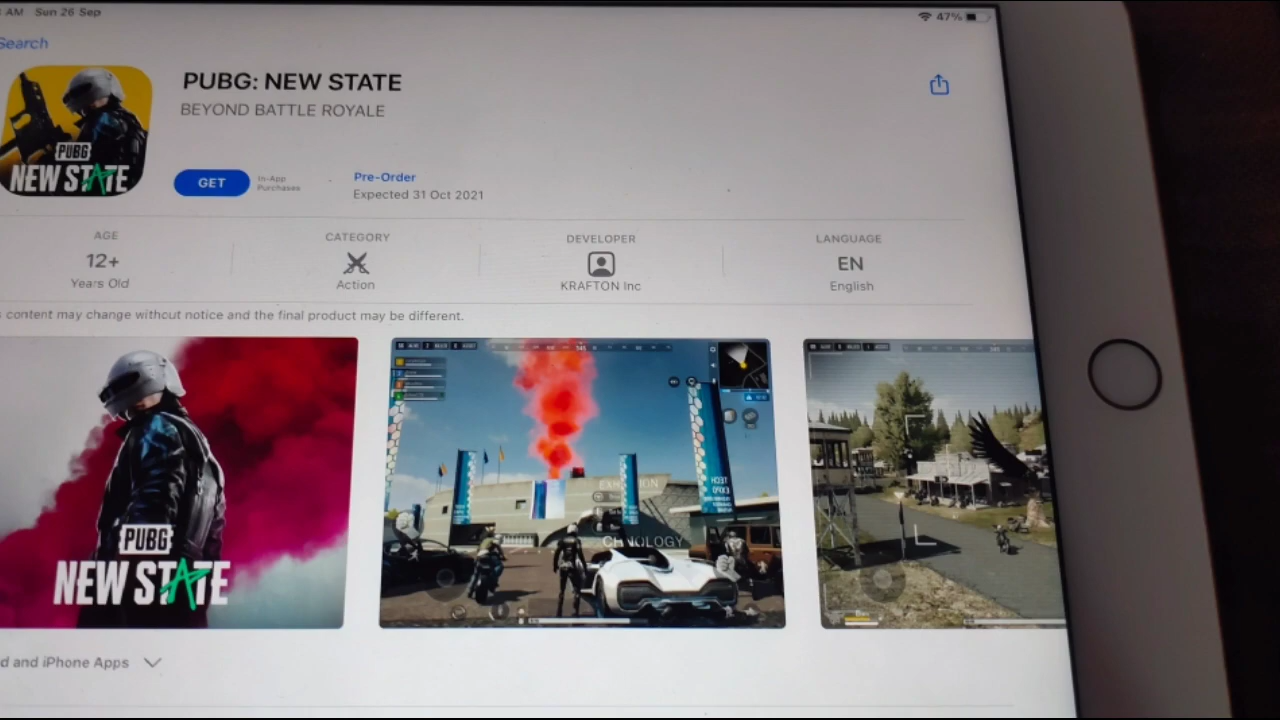 AM Sun 26 Sep
47%
Search
PUBG: NEW STATE
BEYOND BATTLE ROYALE
PUBG
NEW STATE
GET
In-App
Purchases
Pre-Order
Expected 31 Oct 2021
AGE
12+
Years Old
CATEGORY
Action
DEVELOPER
KRAFTON Inc
LANGUAGE
EN
English
content may change without notice and the final product may be different.
PUBG
NEW STATE
and iPhone Apps